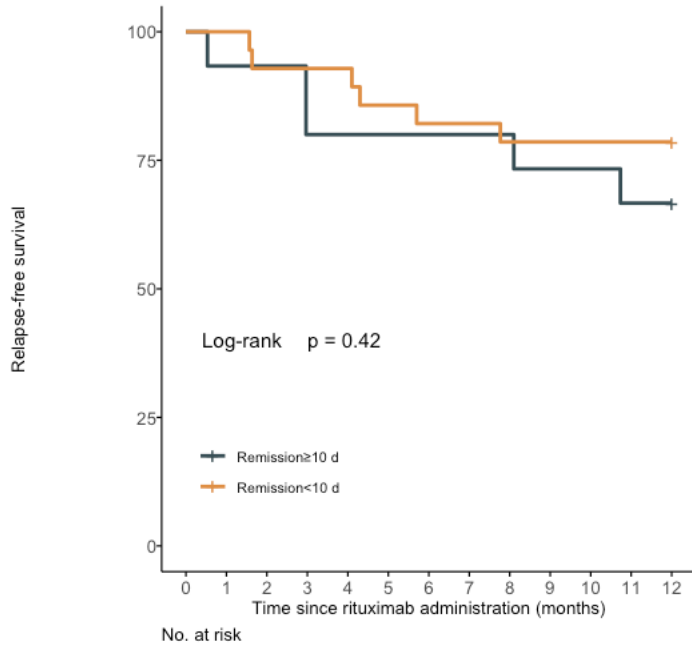 Relapse-free survival
100
75
50
25
0
Log-rank p = 0.42
Remission≥10 d
Remission<10 d
0 1 2 3 4 5 6 7 8 9 10 11 12
Time since rituximab administration (months)
No. at risk